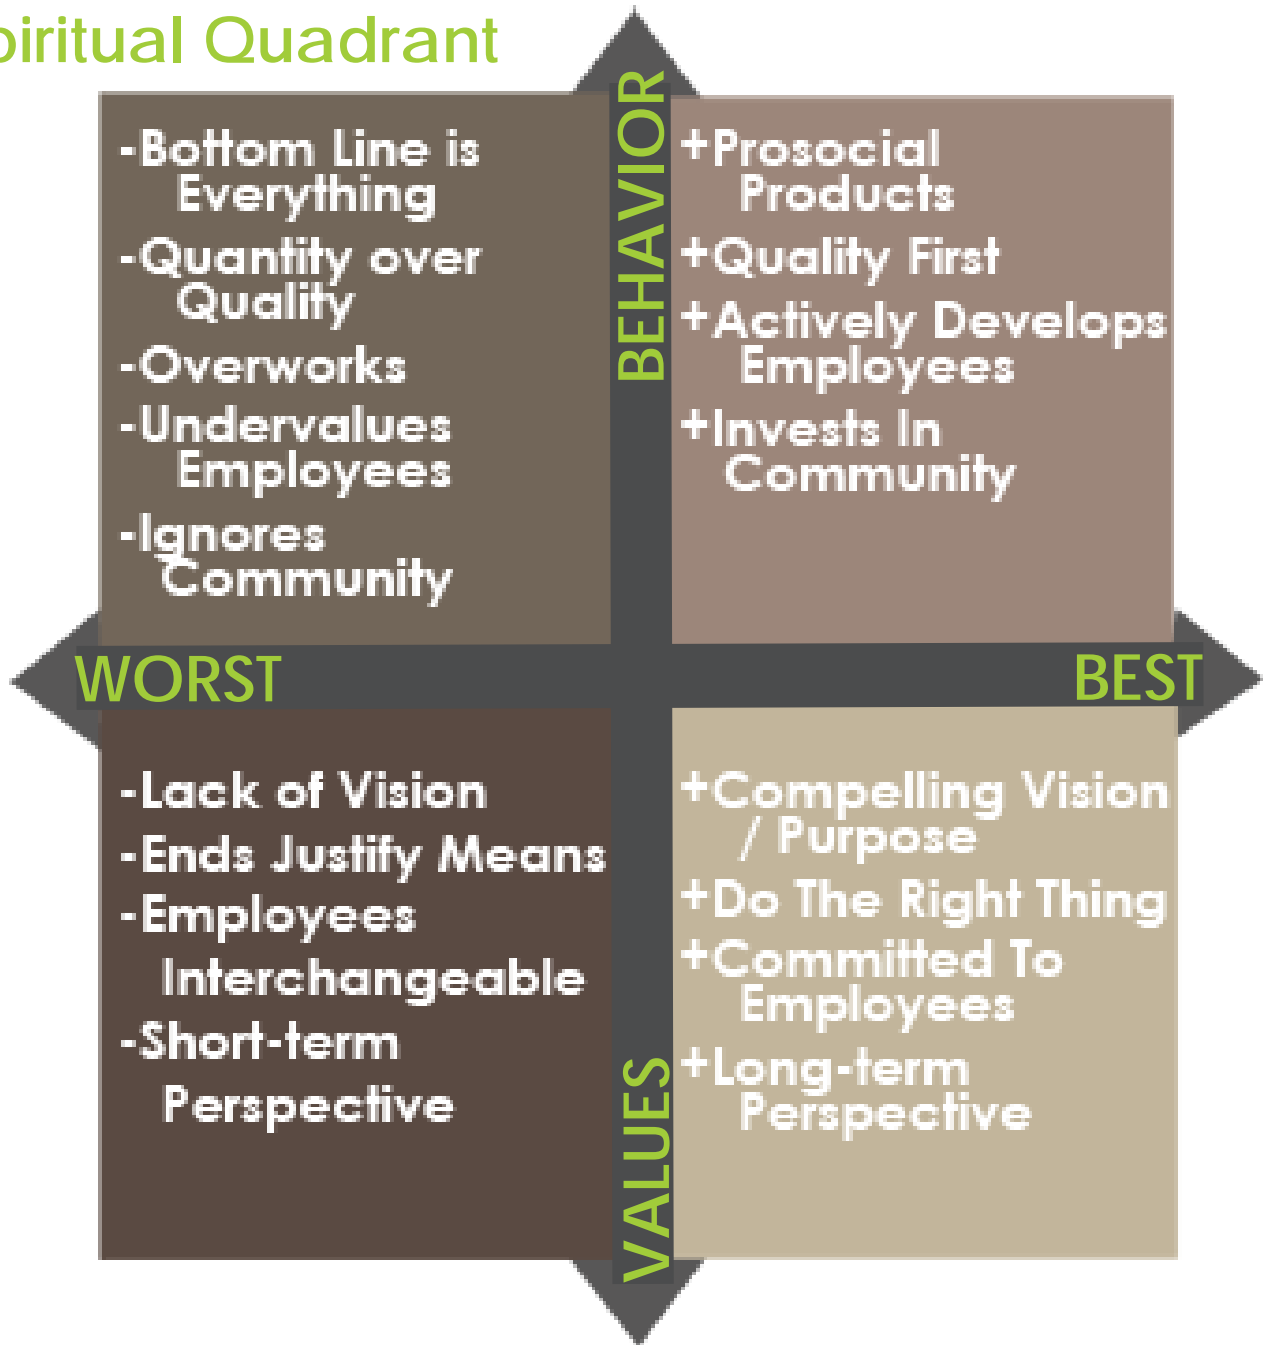 piritual Quadrant
BEHAVIOR
-Bottom Line is
Everything
-Quantity over
Quality
-Overworks
-Undervalues
Employees
-Ignores
Community
+Prosocial
Products
+Quality First
+Actively Develops
Employees
+Invests In
Community
WORST
BEST
-Lack of Vision
-Ends Justify Means
-Employees
Interchangeable
-Short-term
Perspective
+Compelling Vision
/ Purpose
+Do The Right Thing
+Committed To
Employees
+Long-term
Perspective
VALUES